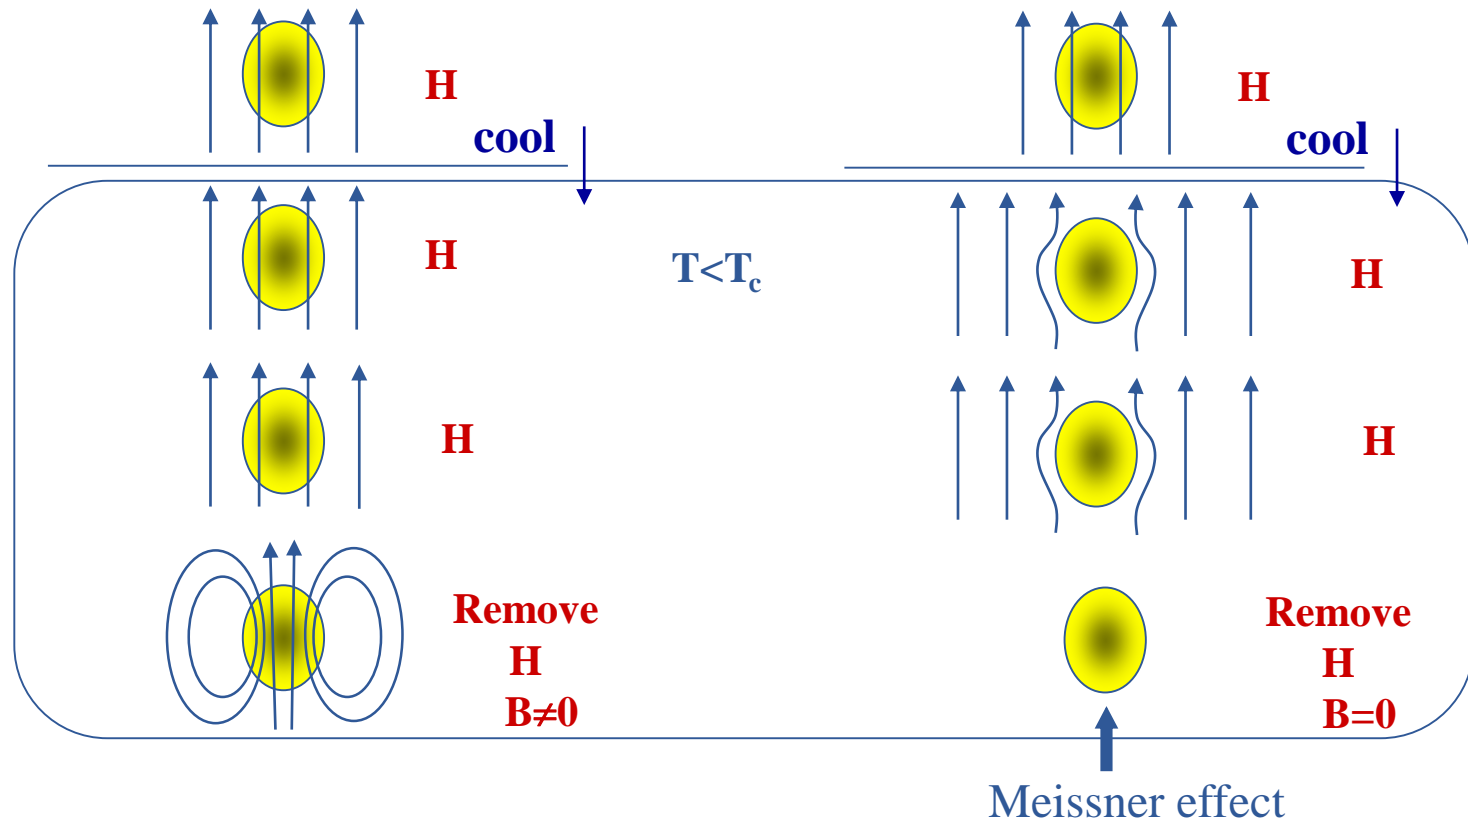 H
cool
H
T<Tc
H
Remove
H
B≠0
H
cool
H
H
Remove
H
B=0
Meissner effect